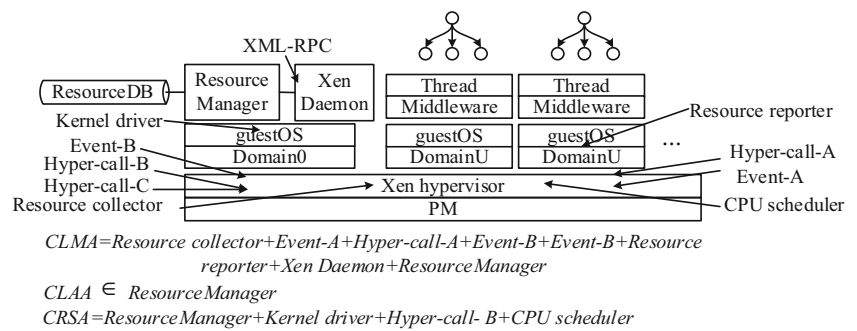 XML-RPC
ResourceDB
Resource Manager
Xen Daemon
Thread
Middleware
Thread
Middleware
Resource reporter
Kernel driver
guestOS
Domain0
guestOS
DomainU
guestOS
DomainU
...
Event-B
Hyper-call-B
Hyper-call-C
Resource collector
Xen hypervisor
PM
Hyper-call-A
Event-A
CPU scheduler
CLMA=Resource collector+Event-A+Hyper-call-A+Event-B+Event-B+Resource
reporter+Xen Daemon+ResourceManager
CLAA ∈ ResourceManager
CRSA=ResourceManager+Kernel driver+Hyper-call- B+CPU scheduler